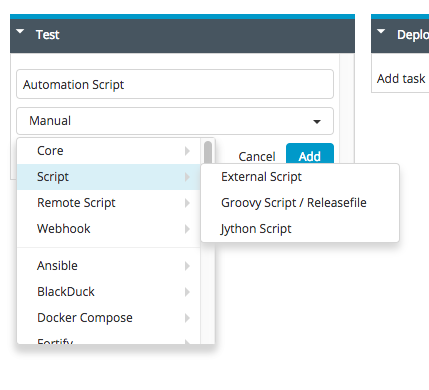 Test
Deplo
Add task
Automation Script
Manual
Cancel
Add
Core
Script
Remote Script
Webhook
Ansible
BlackDuck
Docker Compose
Fortify
External Script
Groovy Script / Releasefile
Jython Script